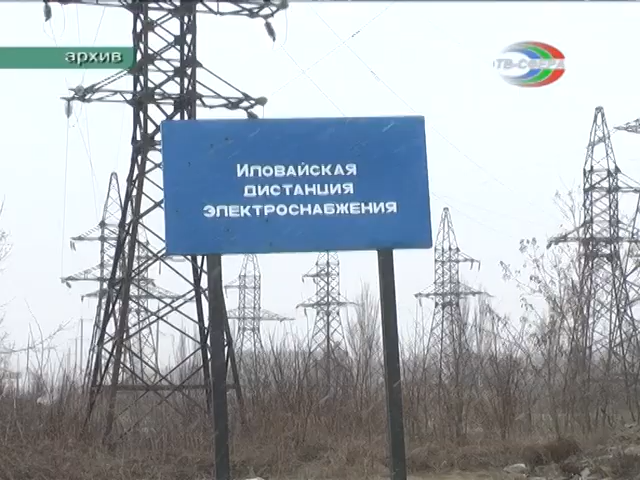 архив
ТВ-СФЕРА
Иловайская
дистанция
электроснабжения